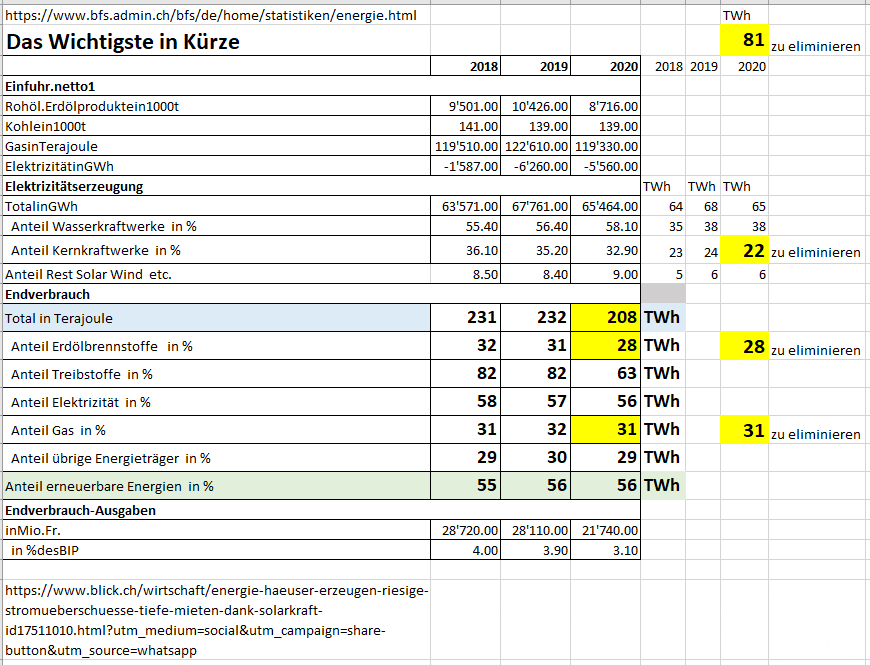 https://www.bfs.admin.ch/bfs/de/home/statistiken/energie.html TWh
Das Wichtigste in Kürze 81 zu eliminieren
2018 2019 2020 2018 2019 2020
Einfuhr.netto1
Rohöl.Erdölproduktein1000t 9'501.00 10'426.00 8'716.00
Kohlein1000t 141.00 139.00 139.00
GasinTerajoule 119'510.00 122'610.00 119'330.00
ElektrizitätinGWh -1'587.00 -6'260.00 -5'560.00
Elektrizitätserzeugung TWh TWh TWh
TotalinGWh 63'571.00 67'761.00 65'464.00 64 68 65
Anteil Wasserkraftwerke in % 55.40 56.40 58.10 35 38 38
Anteil Kernkraftwerke in % 36.10 35.20 32.90 23 24 22 zu eliminieren
Anteil Rest Solar Wind etc. 8.50 8.40 9.00 5 6 6
Endverbrauch
Total in Terajoule 231 232 208 TWh
Anteil Erdölbrennstoffe in % 32 31 28 TWh 28 zu eliminieren
Anteil Treibstoffe in % 82 82 63 TWh
Anteil Elektrizität in % 58 57 56 TWh
Anteil Gas in % 31 32 31 TWh 31 zu eliminieren
Anteil übrige Energieträger in % 29 30 29 TWh
Anteil erneuerbare Energien in % 55 56 56 TWh
Endverbrauch-Ausgaben
inMio.Fr. 28'720.00 28'110.00 21'740.00
in %desBIP 4.00 3.90 3.10
https://www.blick.ch/wirtschaft/energie-haeuser-erzeugen-riesige-
stromueberschuesse-tiefe-mieten-dank-solarkraft-
id17511010.html?utm_medium=social&utm_campaign=share-
button&utm_source=whatsapp